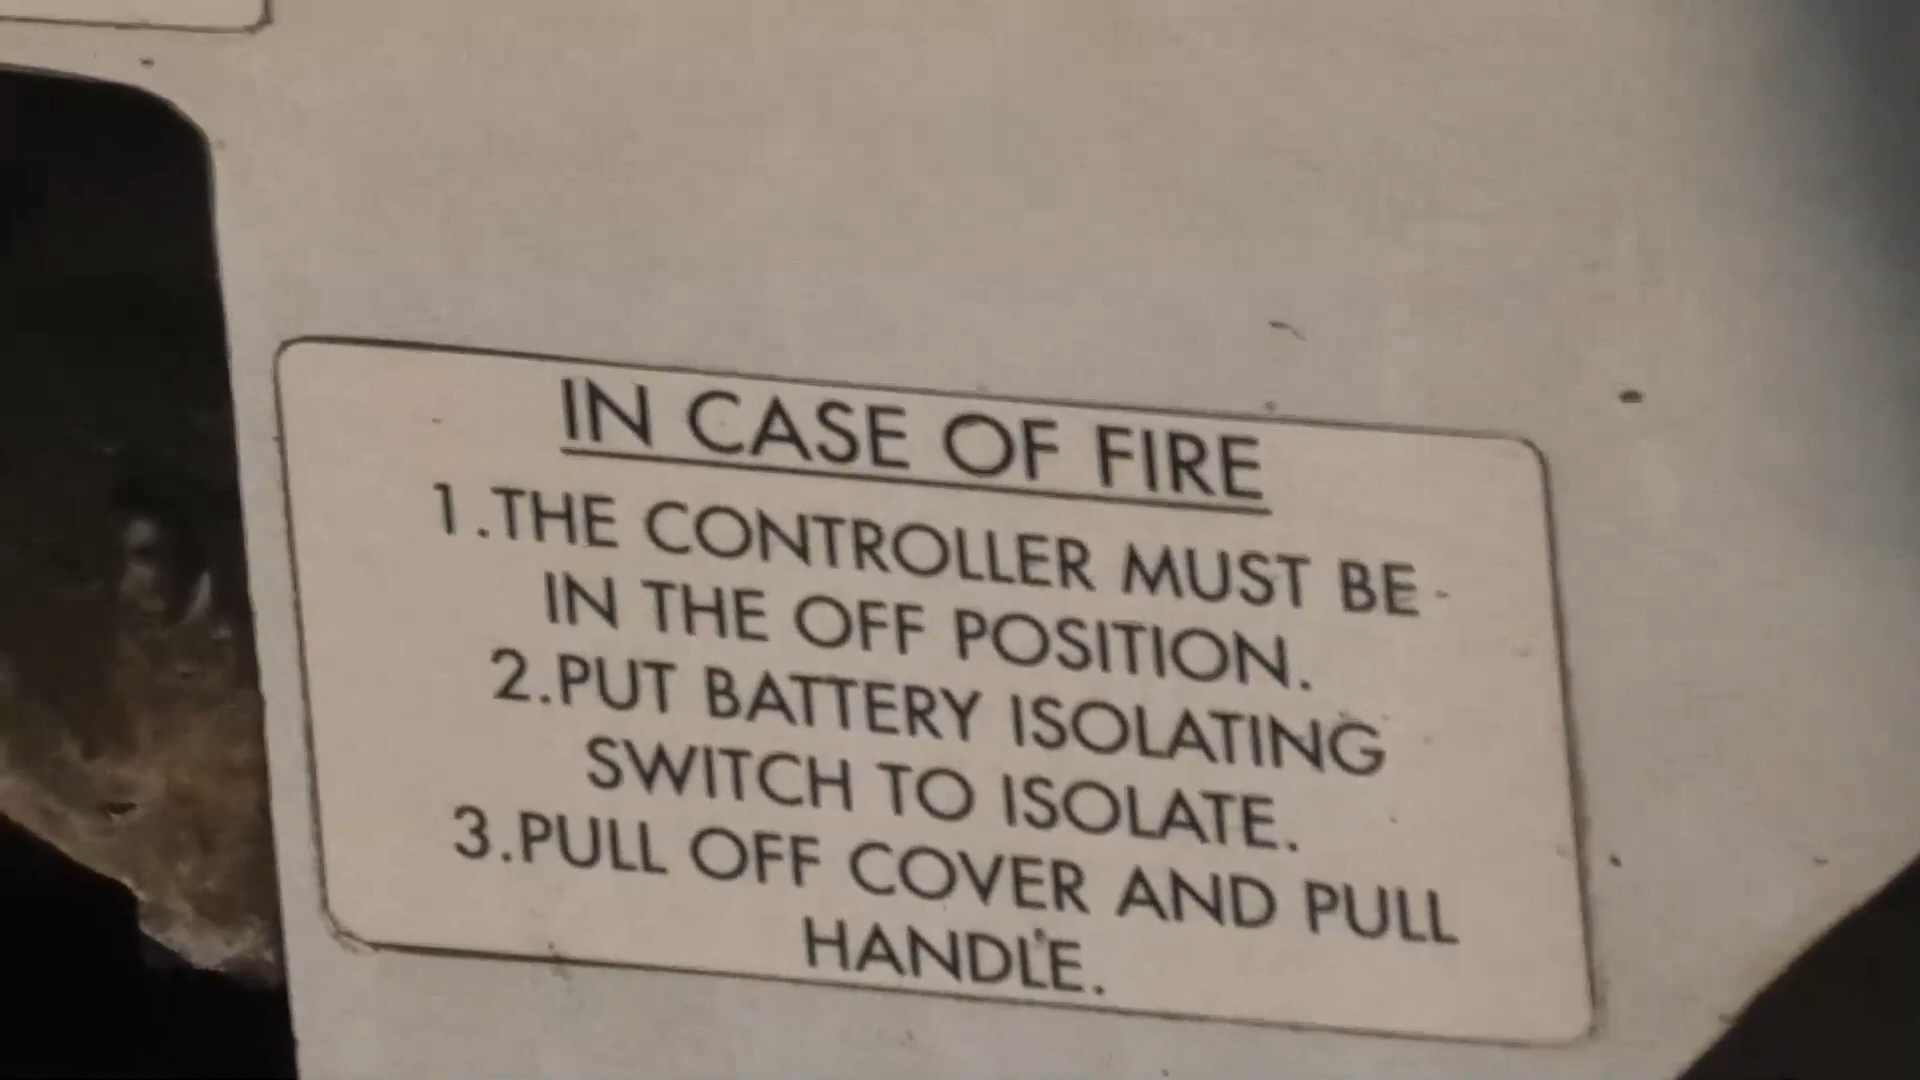 IN CASE OF FIRE
1.THE CONTROLLER MUST BE
IN THE OFF POSITION.
2.PUT BATTERY ISOLATING
SWITCH TO ISOLATE.
3.PULL OFF COVER AND PULL
HANDLE.